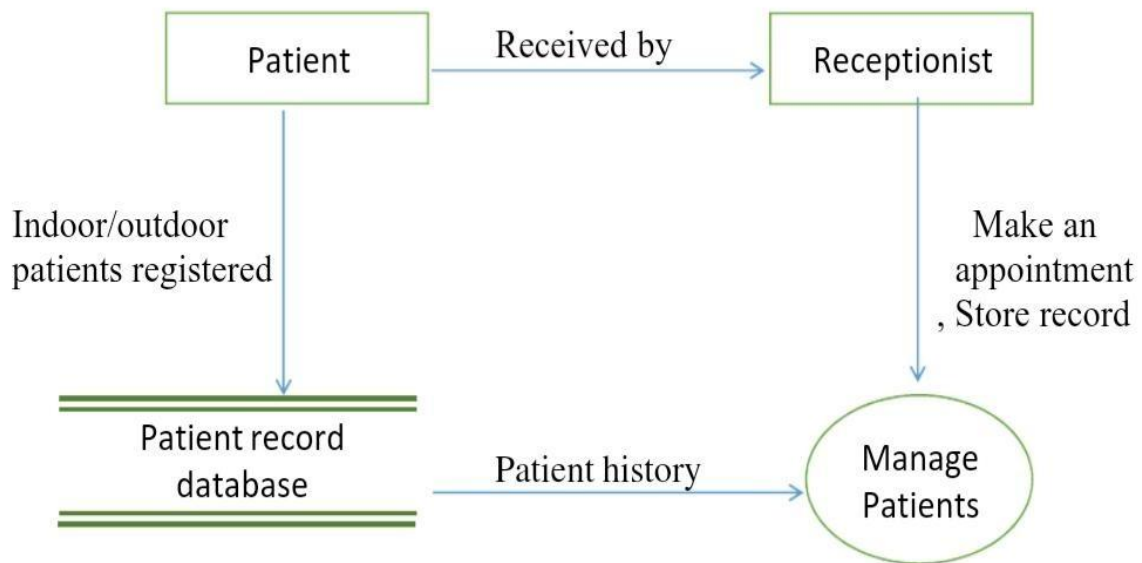 Patient
Received by
Receptionist
Indoor/outdoor
patients registered
Make an
appointment
, Store record
Patient record
database
Patient history
Manage
Patients